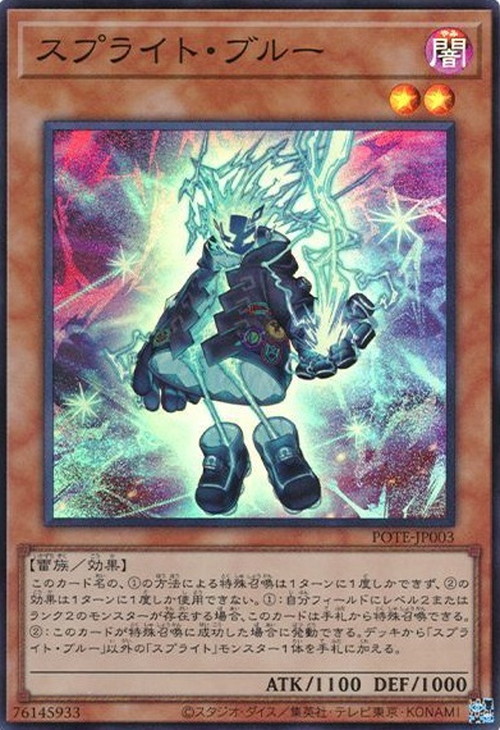 スプライト・ブルー
闇
POTE-JP003
【雷族／効果】
このカード名の、①の方法による特殊召喚は1ターンに1度しかできず、②の
効果は1ターンに1度しか使用できない。①：自分フィールドにレベル2または
ランク2のモンスターが存在する場合、このカードは手札から特殊召喚できる。
②：このカードが特殊召喚に成功した場合に発動できる。デッキから「スプラ
イト・ブルー」以外の「スプライト」モンスター1体を手札に加える。
ATK/1100 DEF/1000
76145933
©スタジオ・ダイス／集英社・テレビ東京・KONAMI